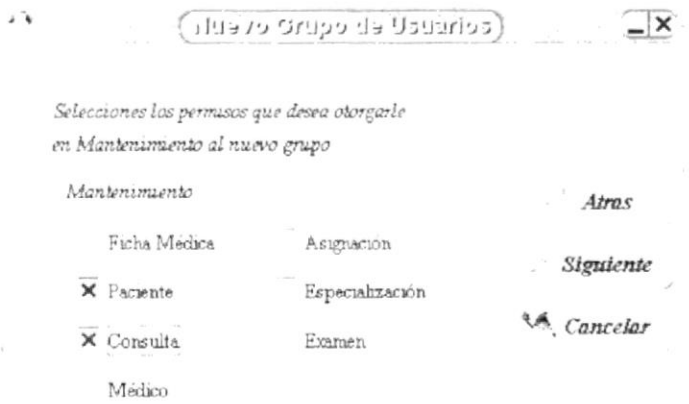 Nuevo Grupo de Usuarios
Selecciones los permisos que desea otorgarle
en Mantenimiento al nuevo grupo
Mantenimiento
Ficha Médica
Asignación
Paciente
Especialización
Consulta
Examen
Médico
Atras
Siguiente
Cancelar